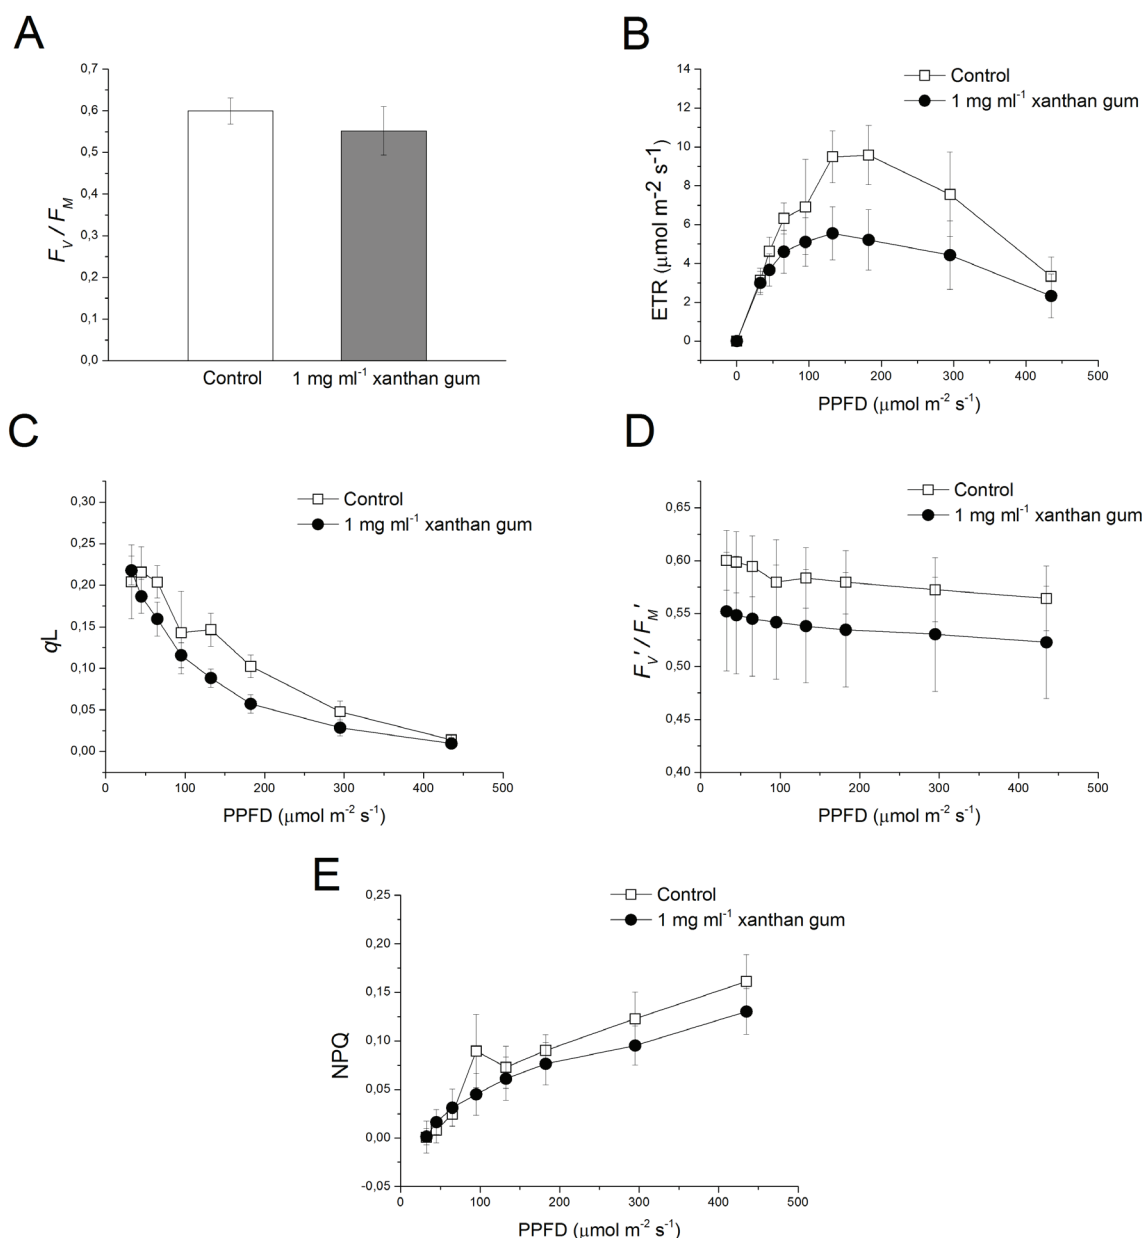 A
0,7
0,6
0,5
0,4
0,3
0,2
0,1
0,0
F_V / F_M
Control
1 mg ml⁻¹ xanthan gum
B
Control
1 mg ml⁻¹ xanthan gum
14
12
10
8
6
4
2
0
ETR (μmol m⁻² s⁻¹)
0 100 200 300 400 500
PPFD (μmol m⁻² s⁻¹)
C
Control
1 mg ml⁻¹ xanthan gum
0,30
0,25
0,20
0,15
0,10
0,05
0,00
qL
0 100 200 300 400 500
PPFD (μmol m⁻² s⁻¹)
D
Control
1 mg ml⁻¹ xanthan gum
0,65
0,60
0,55
0,50
0,45
0,40
F_V' / F_M'
0 100 200 300 400 500
PPFD (μmol m⁻² s⁻¹)
E
Control
1 mg ml⁻¹ xanthan gum
0,25
0,20
0,15
0,10
0,05
0,00
-0,05
NPQ
0 100 200 300 400 500
PPFD (μmol m⁻² s⁻¹)